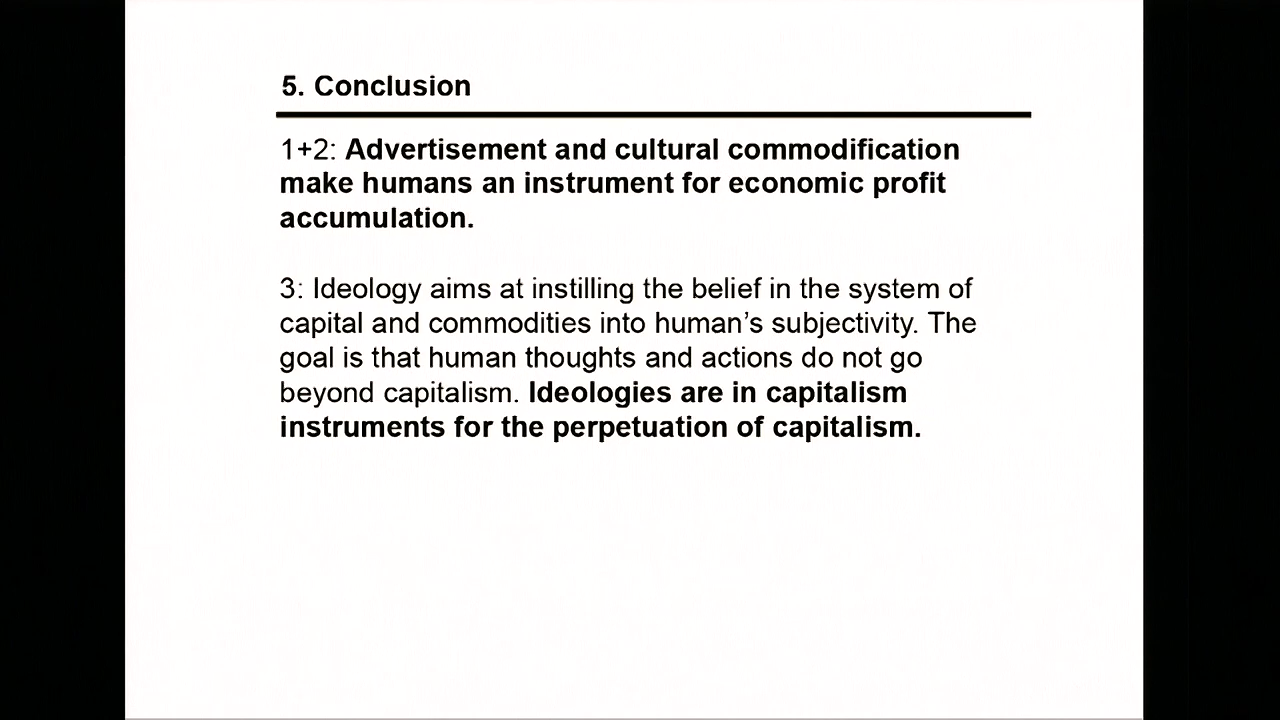 5. Conclusion
1+2: Advertisement and cultural commodification
make humans an instrument for economic profit
accumulation.
3: Ideology aims at instilling the belief in the system of
capital and commodities into human’s subjectivity. The
goal is that human thoughts and actions do not go
beyond capitalism. Ideologies are in capitalism
instruments for the perpetuation of capitalism.